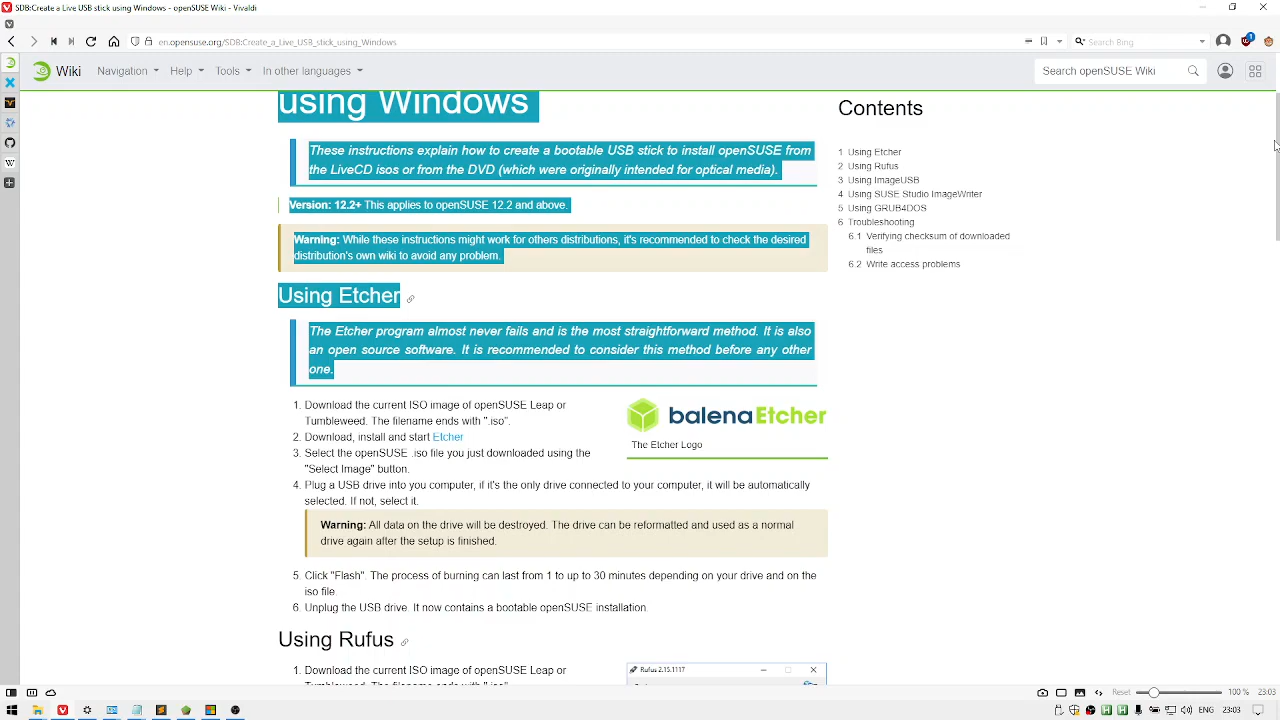 SDB:Create a Live USB stick using Windows - openSUSE Wiki - Vivaldi
en.opensuse.org/SDB:Create_a_Live_USB_stick_using_Windows
Search Bing
Wiki
Navigation
Help
Tools
In other languages
Search openSUSE Wiki
using Windows
These instructions explain how to create a bootable USB stick to install openSUSE from
the LiveCD isos or from the DVD (which were originally intended for optical media).
Version: 12.2+ This applies to openSUSE 12.2 and above.
Warning: While these instructions might work for others distributions, it's recommended to check the desired
distribution's own wiki to avoid any problem.
Using Etcher
The Etcher program almost never fails and is the most straightforward method. It is also
an open source software. It is recommended to consider this method before any other
one.
1. Download the current ISO image of openSUSE Leap or
Tumbleweed. The filename ends with ".iso".
2. Download, install and start Etcher
3. Select the openSUSE .iso file you just downloaded using the
"Select Image" button.
balenaEtcher
The Etcher Logo
4. Plug a USB drive into you computer, if it's the only drive connected to your computer, it will be automatically
selected. If not, select it.
Warning: All data on the drive will be destroyed. The drive can be reformatted and used as a normal
drive again after the setup is finished.
5. Click "Flash". The process of burning can last from 1 to up to 30 minutes depending on your drive and on the
iso file.
6. Unplug the USB drive. It now contains a bootable openSUSE installation.
Using Rufus
1. Download the current ISO image of openSUSE Leap or
Tumbleweed. The filename ends with ".iso".
Rufus 2.15.1117
Contents
1 Using Etcher
2 Using Rufus
3 Using ImageUSB
4 Using SUSE Studio ImageWriter
5 Using GRUB4DOS
6 Troubleshooting
6.1 Verifying checksum of downloaded
files
6.2 Write access problems
Reset
100 %
23:03
ENG
23:03